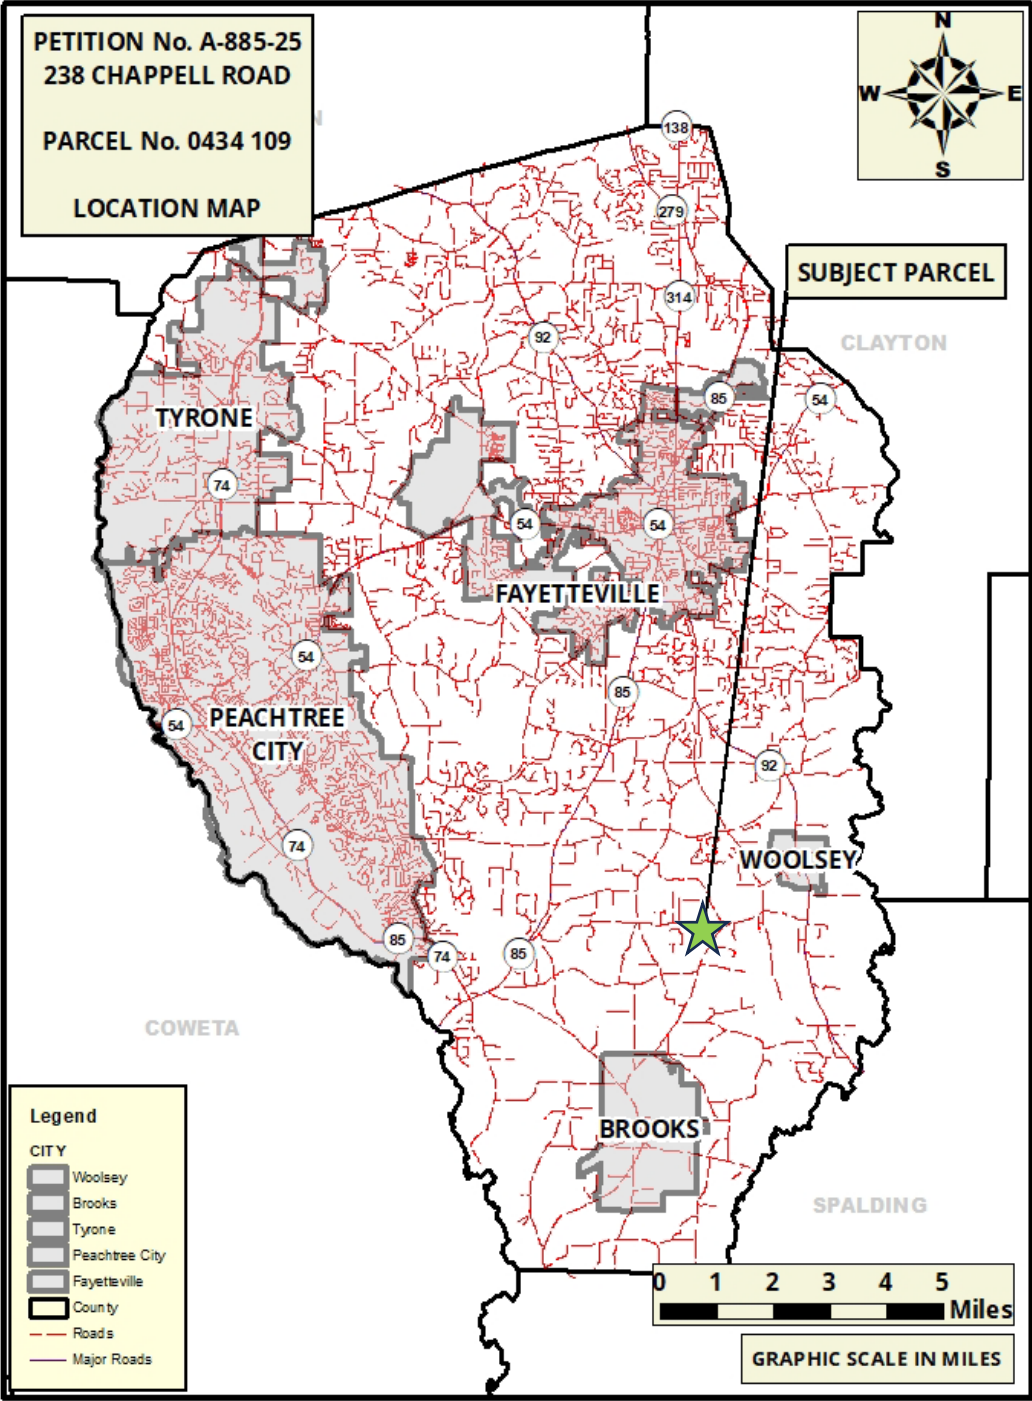 PETITION No. A-885-25
238 CHAPPELL ROAD
PARCEL No. 0434 109
LOCATION MAP
N
W E
S
138
279
SUBJECT PARCEL
314
92
CLAYTON
85
54
TYRONE
74
54
54
FAYETTEVILLE
54
85
54
PEACHTREE
CITY
92
74
WOOLSEY
85
74
85
COWETA
BROOKS
SPALDING
Legend
CITY
Woolsey
Brooks
Tyrone
Peachtree City
Fayetteville
County
Roads
Major Roads
0 1 2 3 4 5
Miles
GRAPHIC SCALE IN MILES